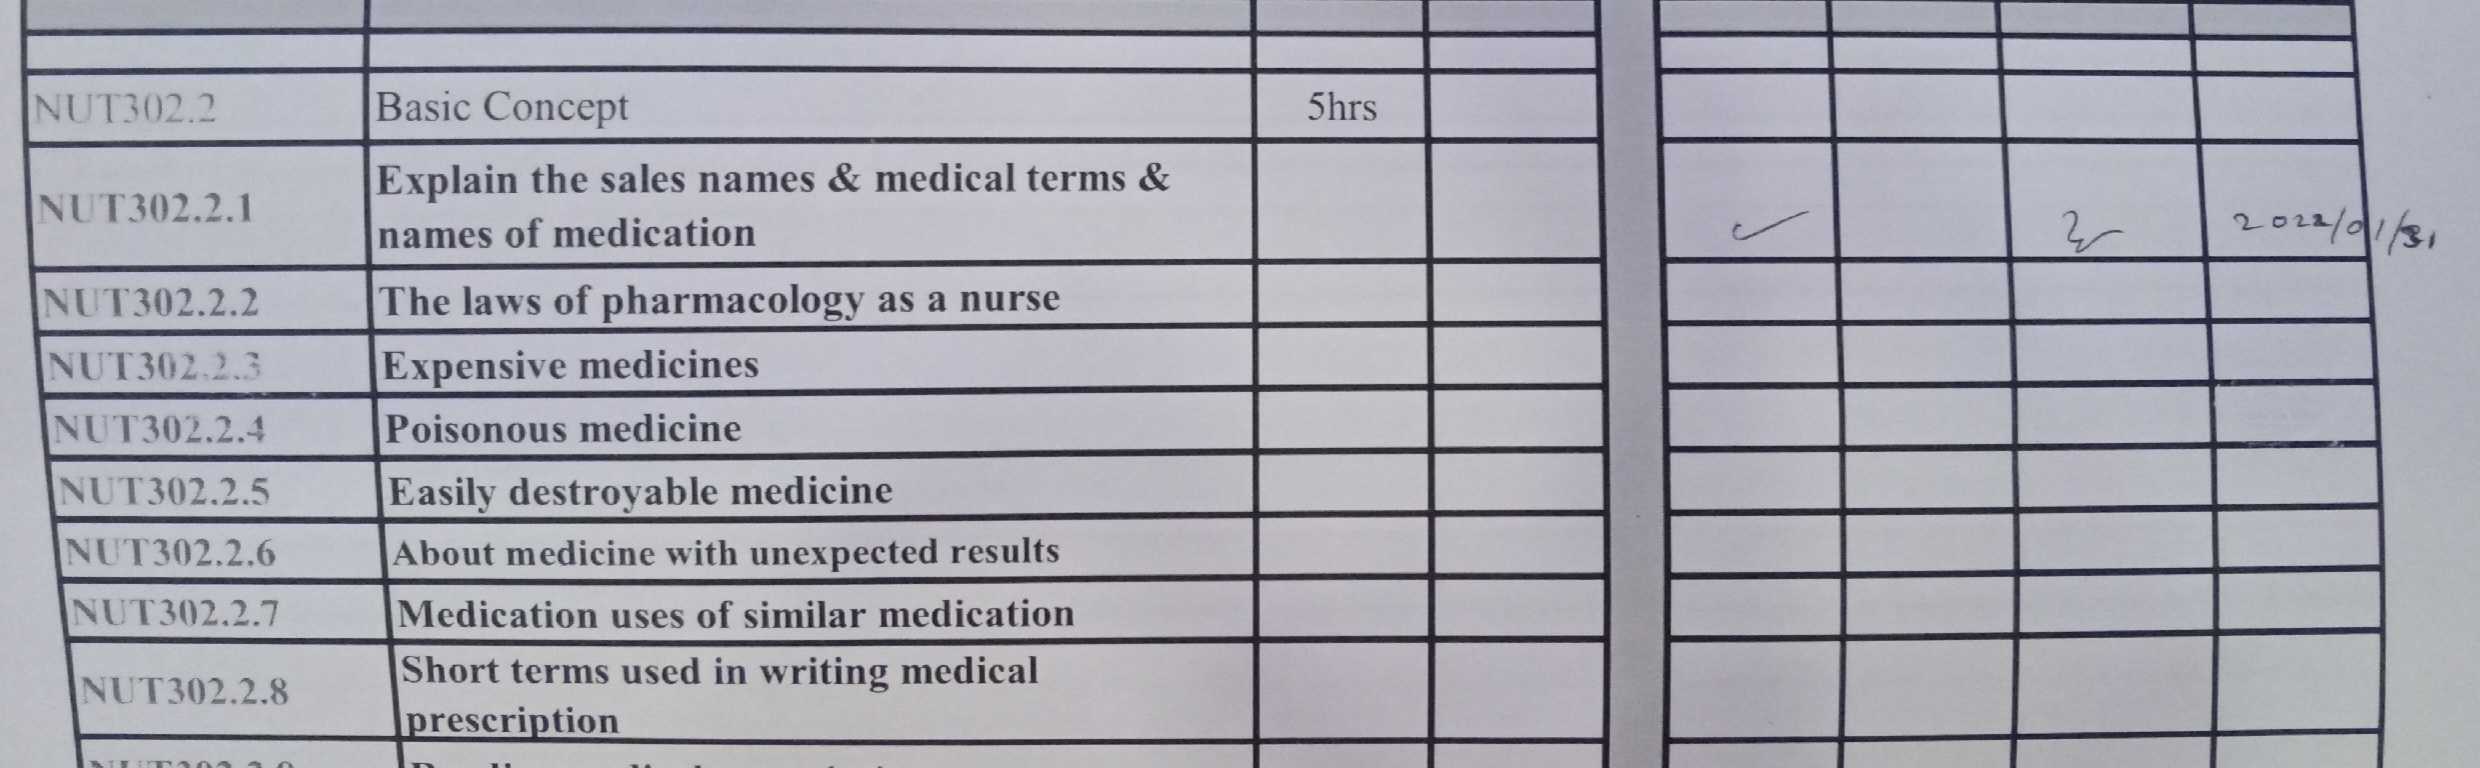 NUT302.2 Basic Concept 5hrs
NUT302.2.1 Explain the sales names & medical terms &
names of medication 2022/01/31
NUT302.2.2 The laws of pharmacology as a nurse
NUT302.2.3 Expensive medicines
NUT302.2.4 Poisonous medicine
NUT302.2.5 Easily destroyable medicine
NUT302.2.6 About medicine with unexpected results
NUT302.2.7 Medication uses of similar medication
NUT302.2.8 Short terms used in writing medical
prescription